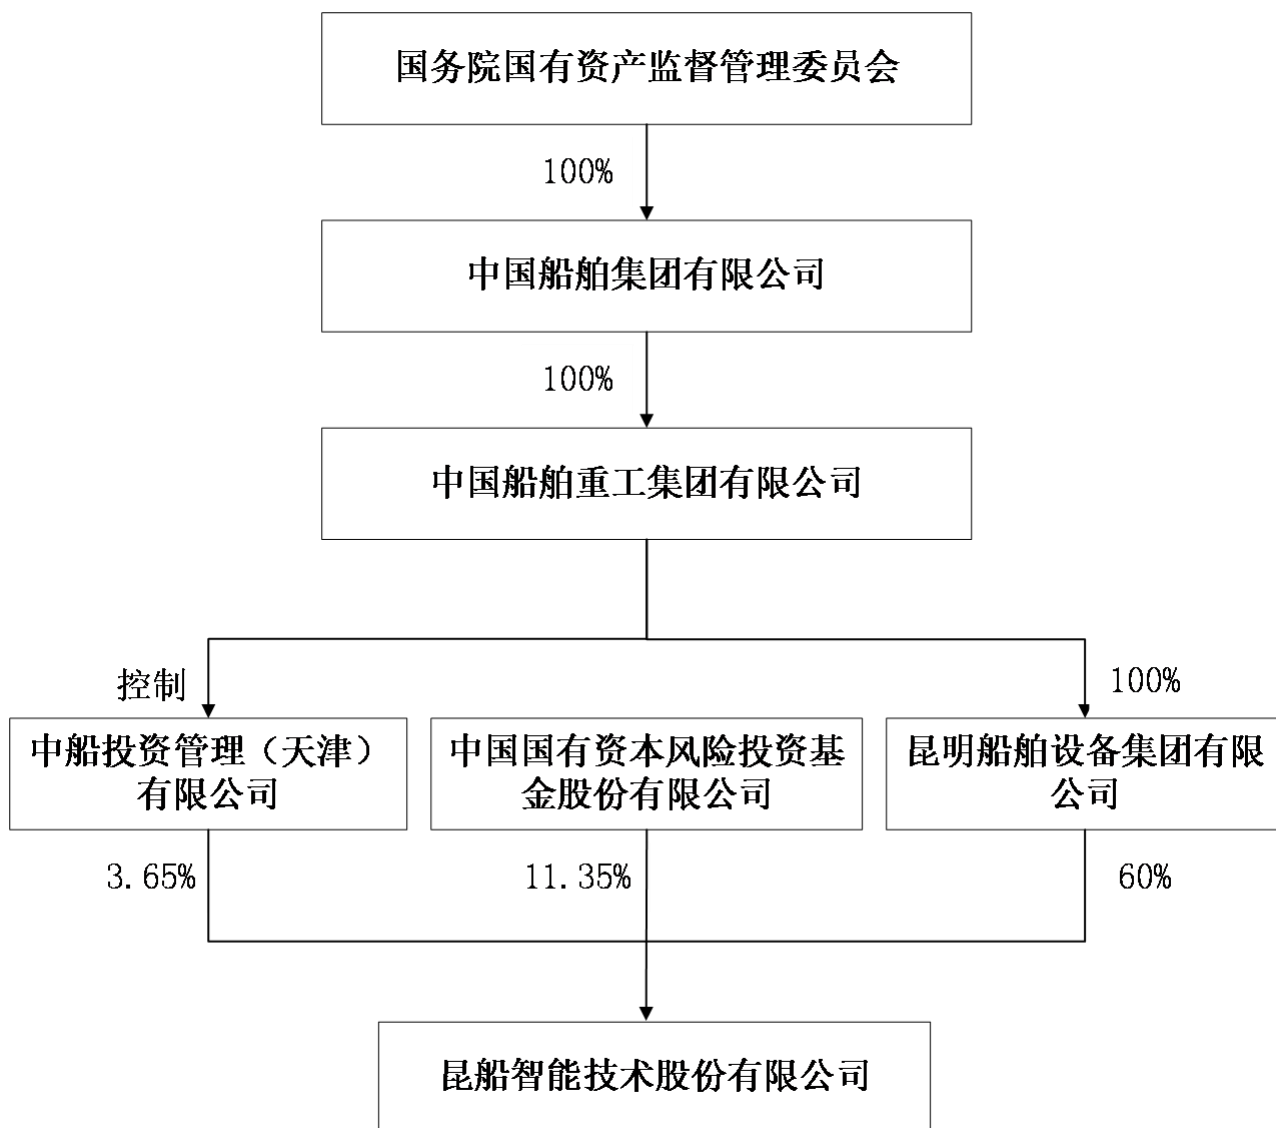 国务院国有资产监督管理委员会
100%
中国船舶集团有限公司
100%
中国船舶重工集团有限公司
控制
100%
中船投资管理（天津）
有限公司
中国国有资本风险投资基
金股份有限公司
昆明船舶设备集团有限
公司
3.65%
11.35%
60%
昆船智能技术股份有限公司